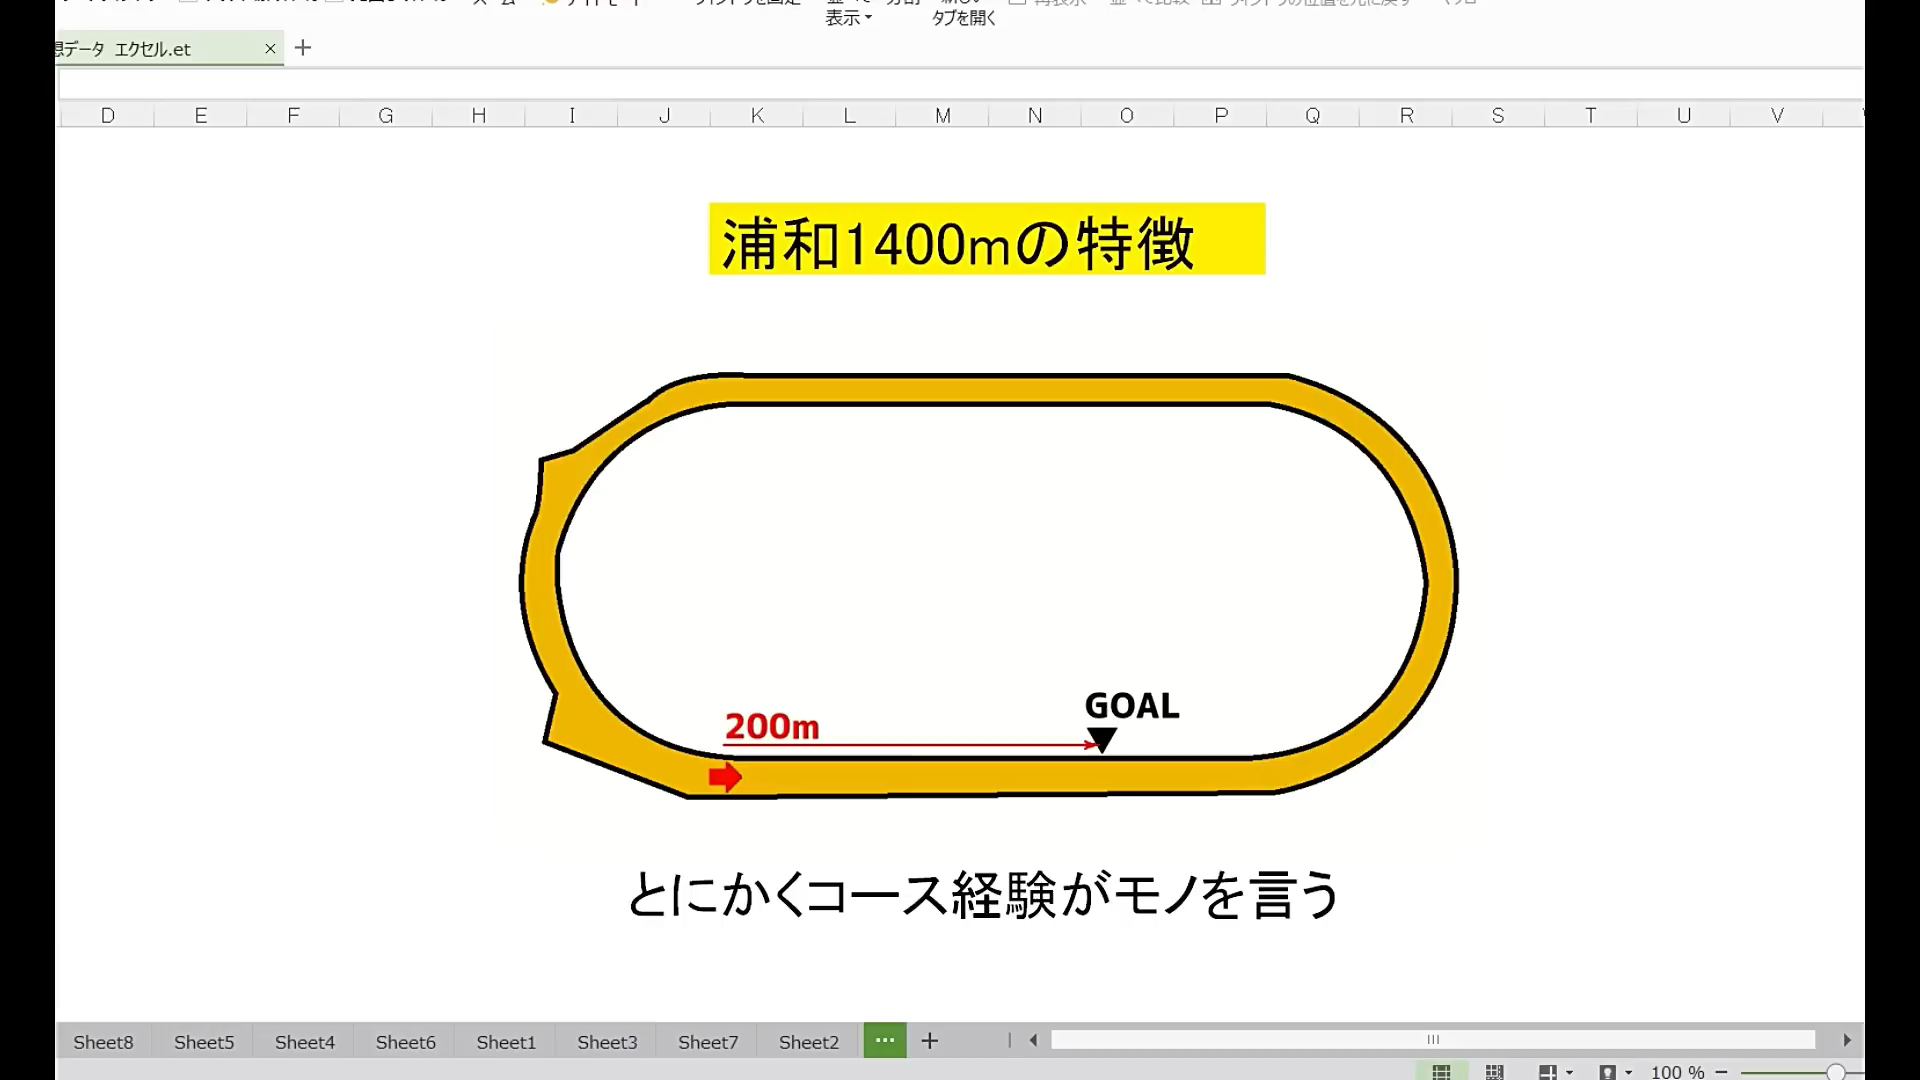 表示
タブを開く
データ エクセル.et
D E F G H I J K L M N O P Q R S T U V
浦和1400mの特徴
GOAL
200m
とにかくコース経験がモノを言う
Sheet8 Sheet5 Sheet4 Sheet6 Sheet1 Sheet3 Sheet7 Sheet2 ... +
100 %